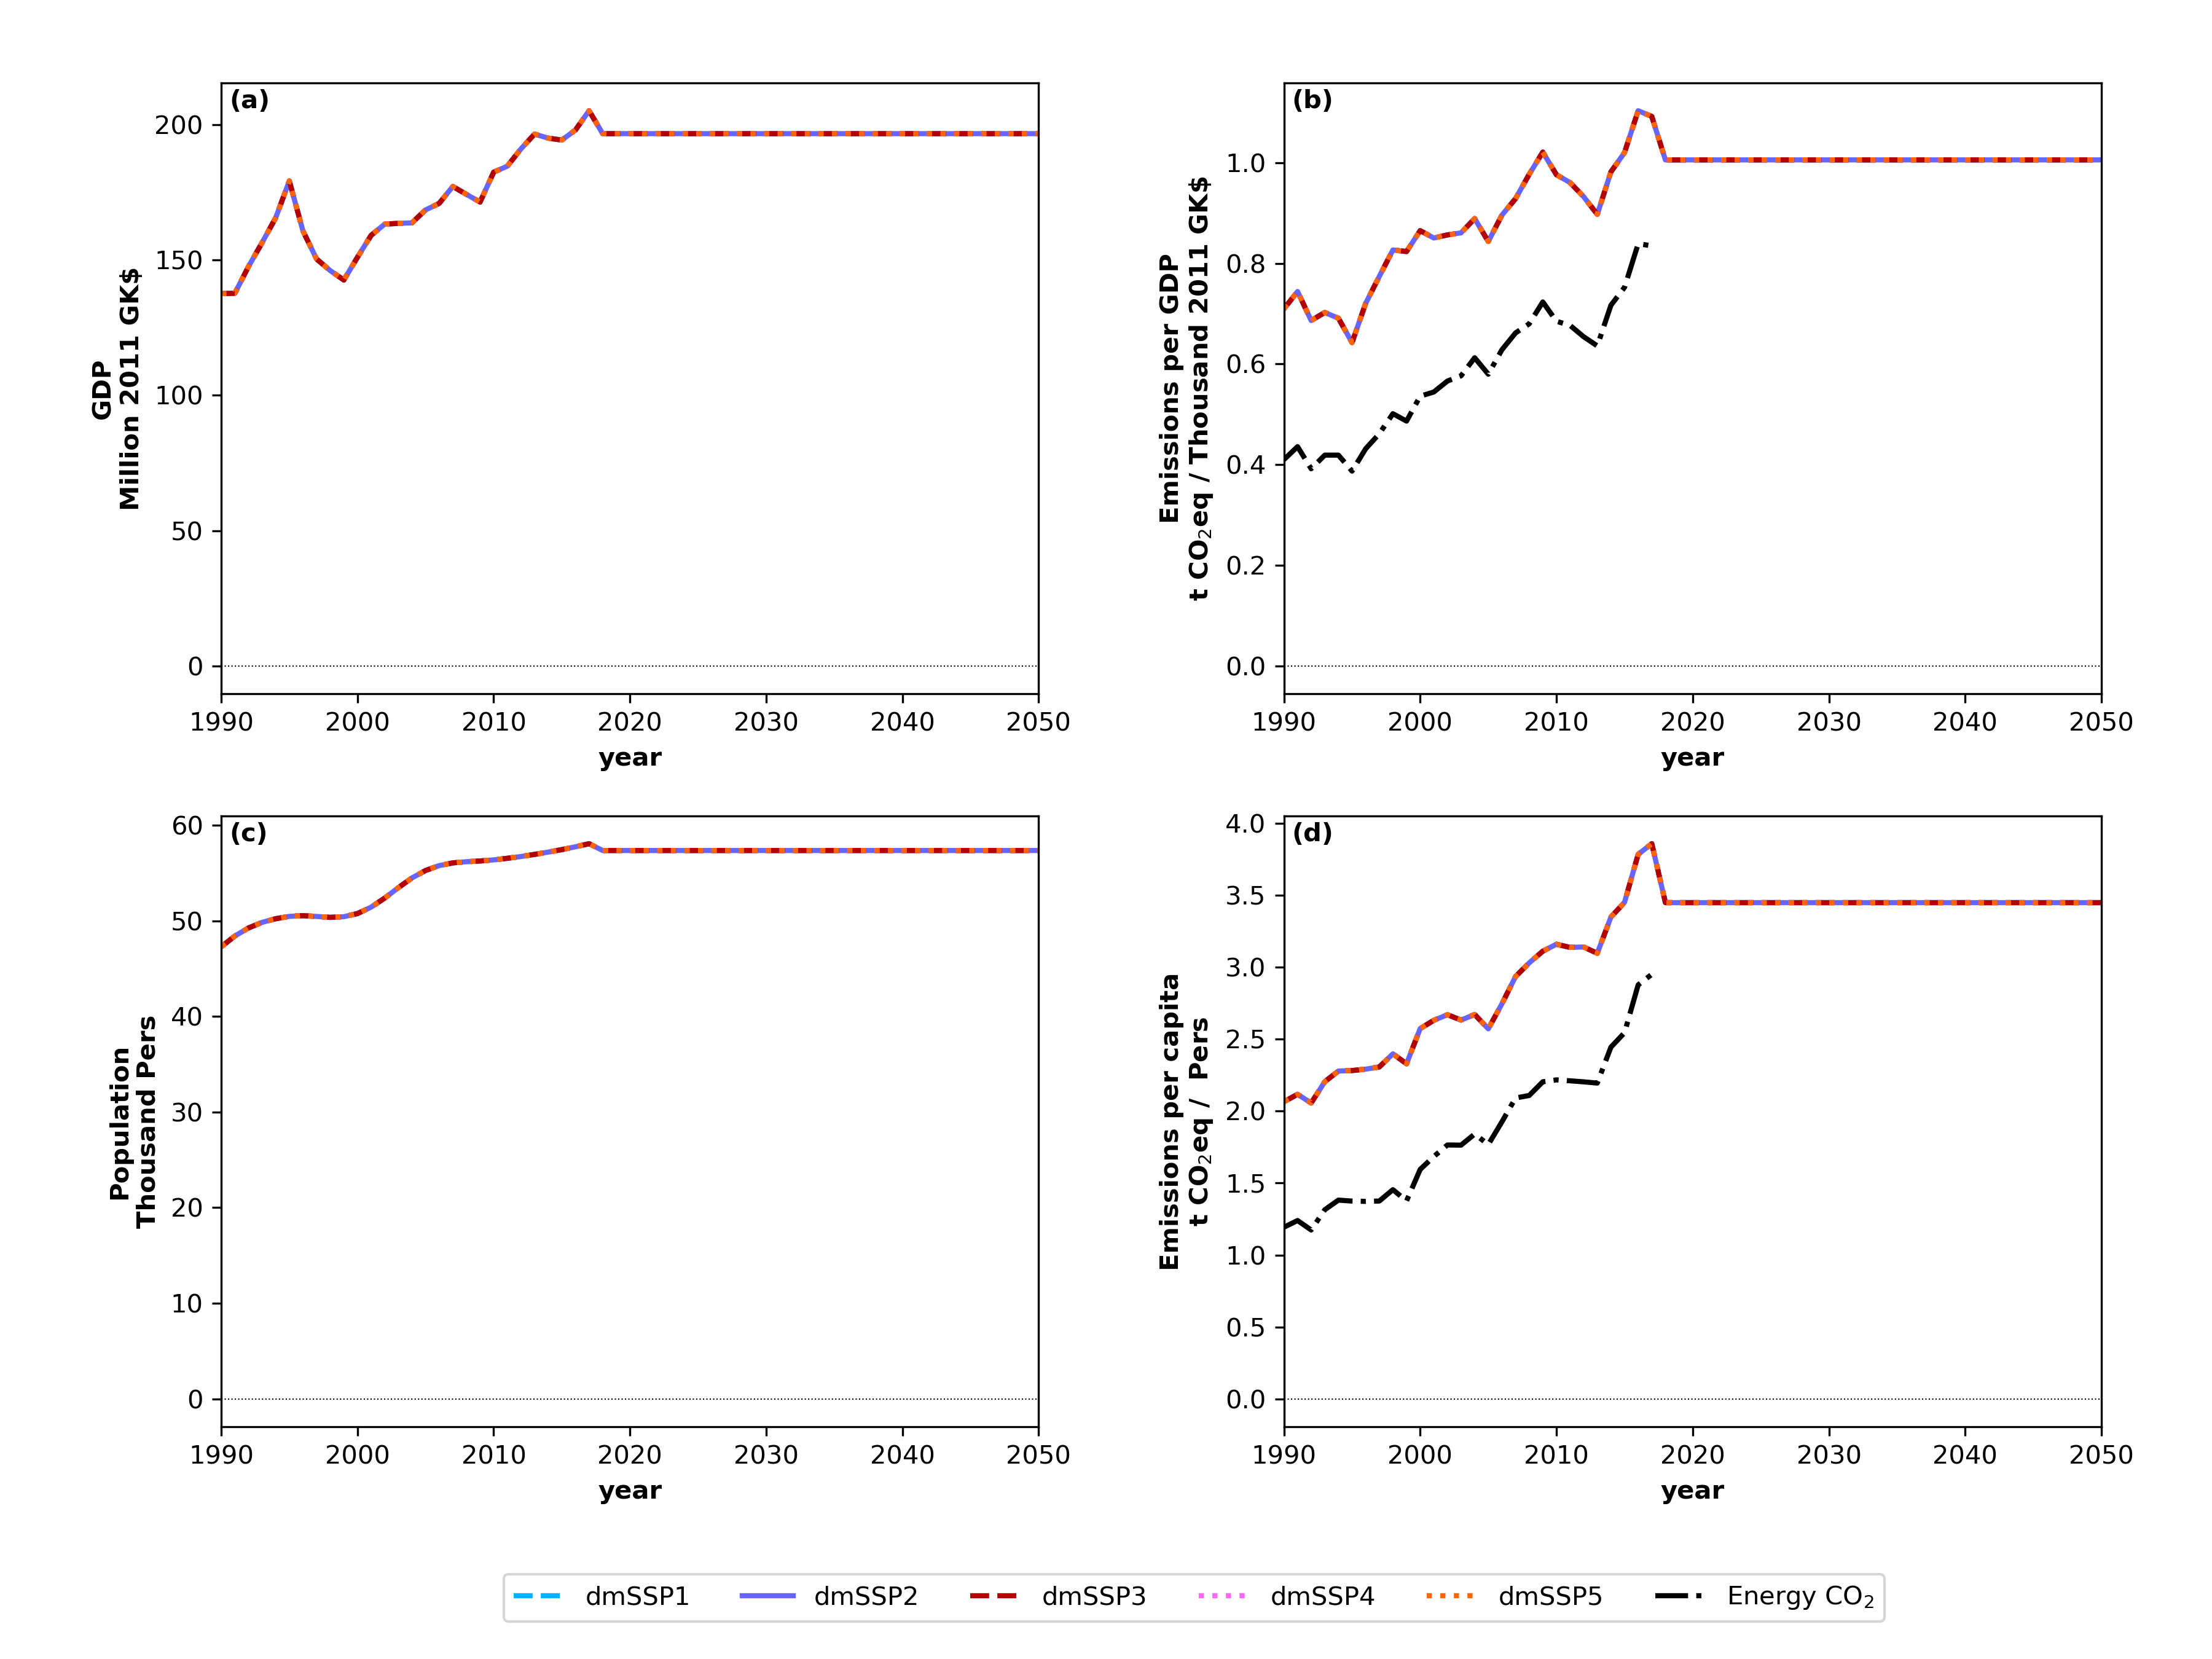 (a)
200
150
100
50
0
GDP
Million 2011 GK$
1990 2000 2010 2020 2030 2040 2050
year
(b)
1.0
0.8
0.6
0.4
0.2
0.0
Emissions per GDP
t CO₂eq / Thousand 2011 GK$
1990 2000 2010 2020 2030 2040 2050
year
(c)
60
50
40
30
20
10
0
Population
Thousand Pers
1990 2000 2010 2020 2030 2040 2050
year
(d)
4.0
3.5
3.0
2.5
2.0
1.5
1.0
0.5
0.0
Emissions per capita
t CO₂eq / Pers
1990 2000 2010 2020 2030 2040 2050
year
dmSSP1 dmSSP2 dmSSP3 dmSSP4 dmSSP5 Energy CO₂